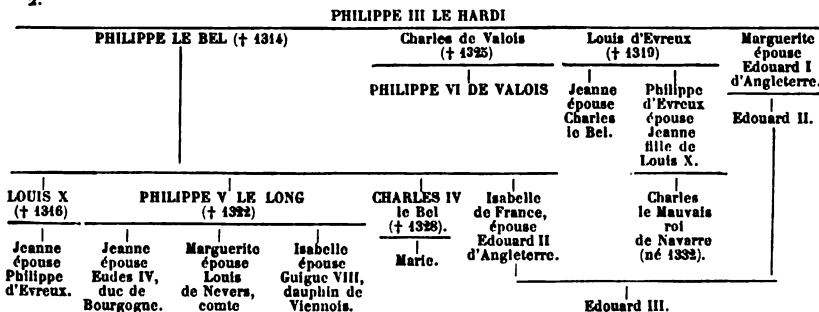 PHILIPPE III LE HARDI
PHILIPPE LE BEL († 1314)
Charles de Valois
(† 1325)
Louis d'Evreux
(† 1319)
Marguerite
épouse
Edouard I
d'Angleterre.
PHILIPPE VI DE VALOIS
Jeanne
épouse
Charles
le Bel.
Philippe
d'Evreux
épouse
Jeanne
fille de
Louis X.
Edouard II.
LOUIS X
(† 1316)
PHILIPPE V LE LONG
(† 1322)
CHARLES IV
le Bel
(† 1328).
Isabelle
de France,
épouse
Edouard II
d'Angleterre.
Charles
le Mauvais
roi
de Navarre
(né 1332).
Jeanne
épouse
Philippe
d'Evreux.
Jeanne
épouse
Eudes IV,
duc de
Bourgogne.
Marguerite
épouse
Louis
de Nevers,
comte
Isabelle
épouse
Guigue VIII,
dauphin de
Viennois.
Marie.
Edouard III.